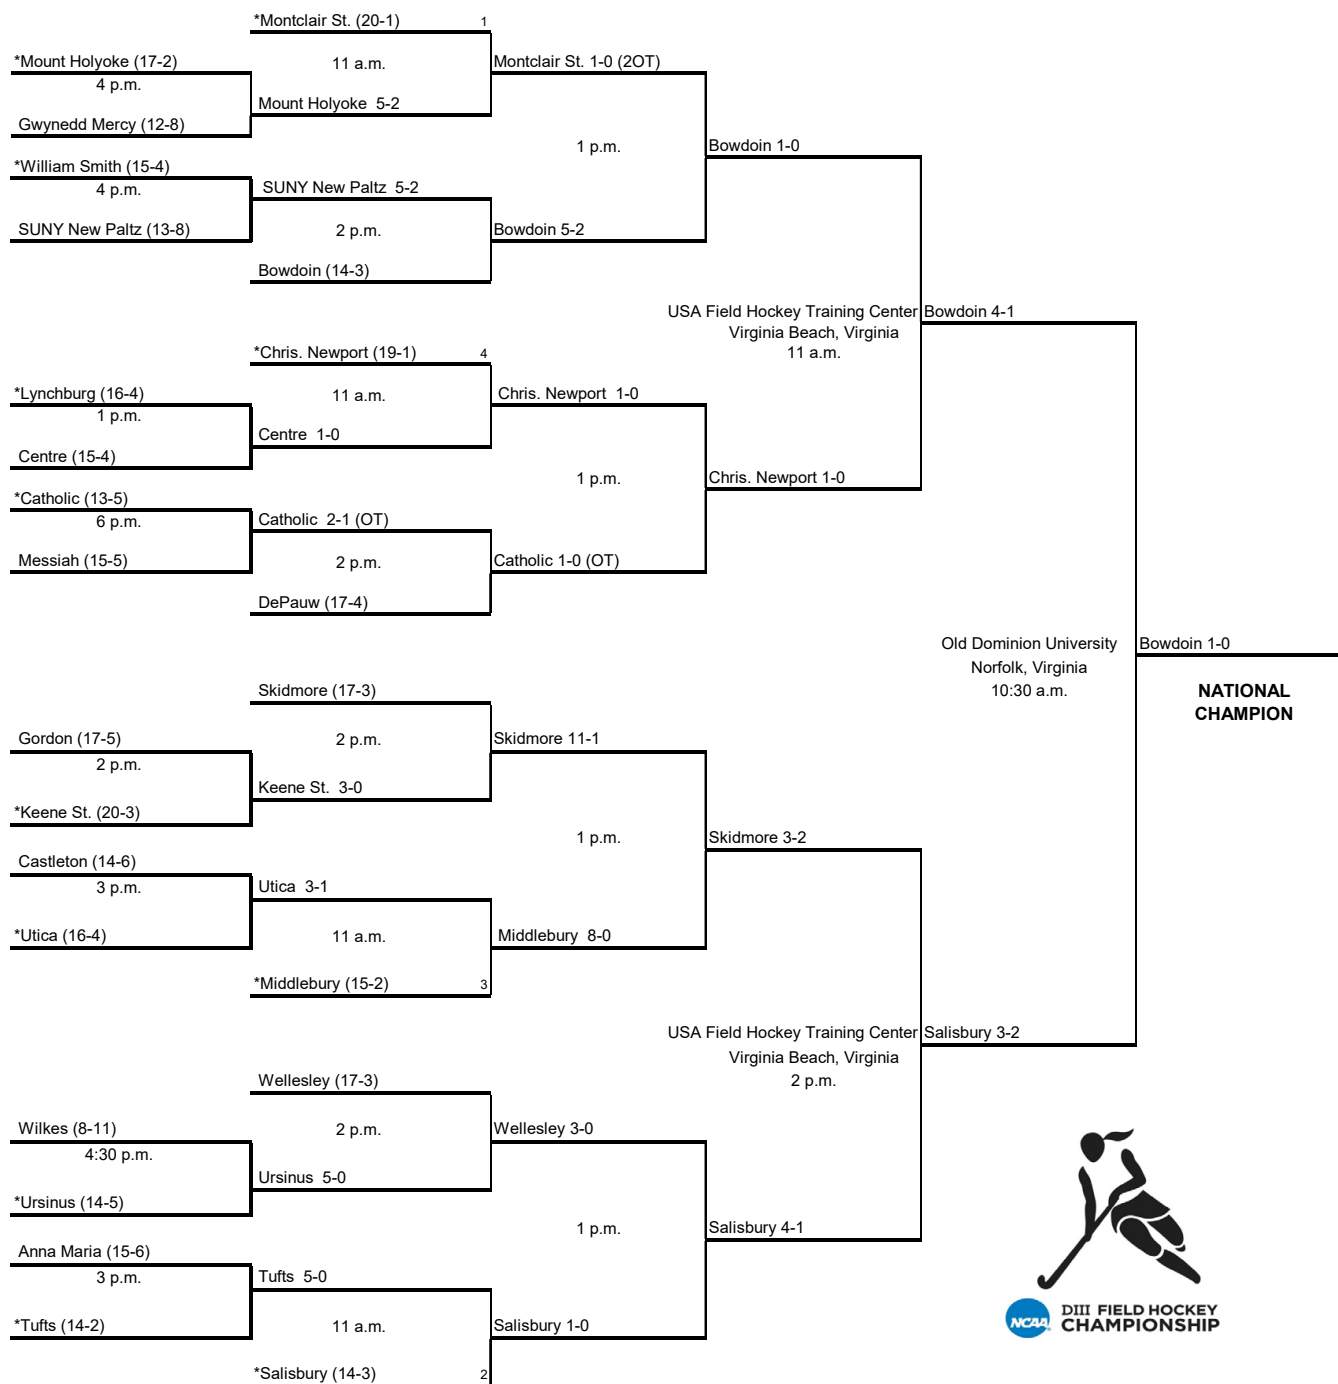 *Montclair St. (20-1) 1
*Mount Holyoke (17-2)
11 a.m.
Montclair St. 1-0 (2OT)
4 p.m.
Mount Holyoke 5-2
Gwynedd Mercy (12-8)
1 p.m.
Bowdoin 1-0
*William Smith (15-4)
4 p.m.
SUNY New Paltz 5-2
SUNY New Paltz (13-8)
2 p.m.
Bowdoin 5-2
Bowdoin (14-3)
USA Field Hockey Training Center
Virginia Beach, Virginia
11 a.m.
Bowdoin 4-1
*Chris. Newport (19-1) 4
*Lynchburg (16-4)
11 a.m.
Chris. Newport 1-0
1 p.m.
Centre 1-0
Centre (15-4)
1 p.m.
Chris. Newport 1-0
*Catholic (13-5)
6 p.m.
Catholic 2-1 (OT)
Messiah (15-5)
2 p.m.
Catholic 1-0 (OT)
DePauw (17-4)
Old Dominion University
Norfolk, Virginia
10:30 a.m.
Bowdoin 1-0
NATIONAL
CHAMPION
Skidmore (17-3)
Gordon (17-5)
2 p.m.
Skidmore 11-1
2 p.m.
Keene St. 3-0
*Keene St. (20-3)
1 p.m.
Skidmore 3-2
Castleton (14-6)
3 p.m.
Utica 3-1
*Utica (16-4)
11 a.m.
Middlebury 8-0
*Middlebury (15-2) 3
USA Field Hockey Training Center
Virginia Beach, Virginia
2 p.m.
Salisbury 3-2
Wellesley (17-3)
Wilkes (8-11)
2 p.m.
Wellesley 3-0
4:30 p.m.
Ursinus 5-0
*Ursinus (14-5)
1 p.m.
Salisbury 4-1
Anna Maria (15-6)
3 p.m.
Tufts 5-0
*Tufts (14-2)
11 a.m.
Salisbury 1-0
*Salisbury (14-3) 2
NCAA
DIII FIELD HOCKEY
CHAMPIONSHIP